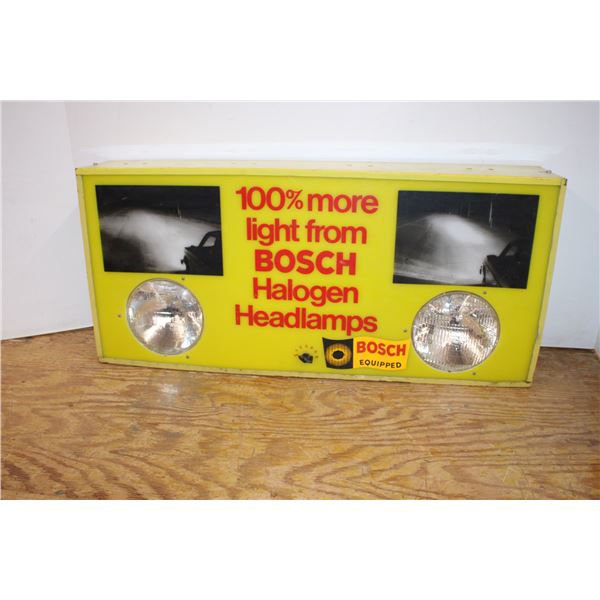 100% more
light from
BOSCH
Halogen
Headlamps
BOSCH
EQUIPPED